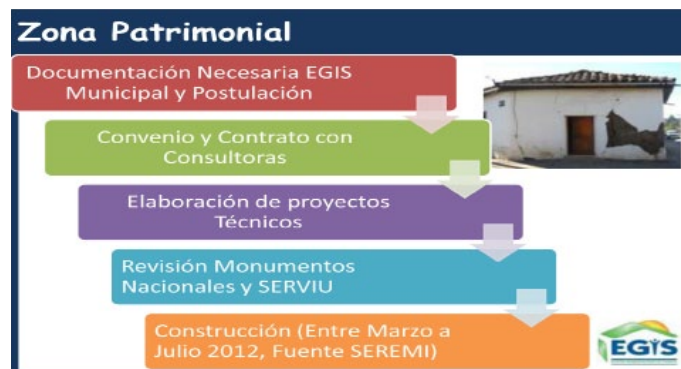 Zona Patrimonial
Documentación Necesaria EGIS
Municipal y Postulación
Convenio y Contrato con
Consultoras
Elaboración de proyectos
Técnicos
Revisión Monumentos
Nacionales y SERVIU
Construcción (Entre Marzo a
Julio 2012, Fuente SEREMI)
EGIS